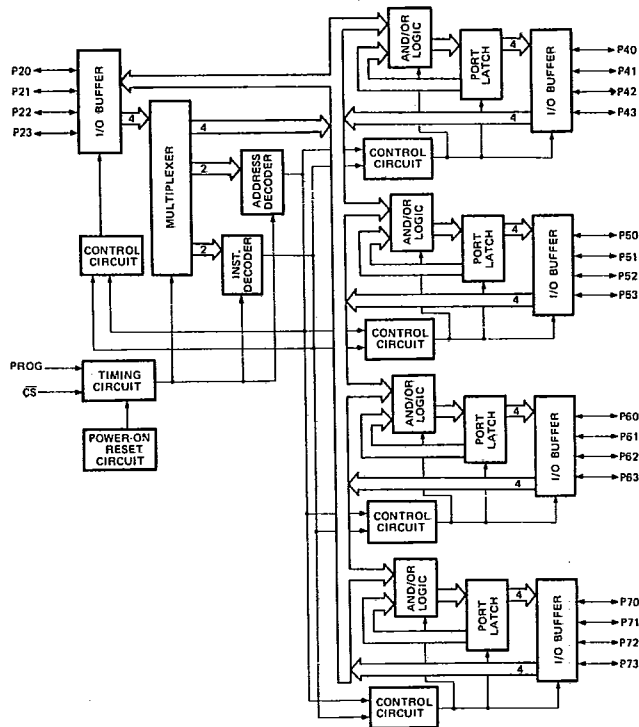 P20
P21
P22
P23
I/O BUFFER
4
MULTIPLEXER
4
2
2
ADDRESS
DECODER
INST.
DECODER
CONTROL
CIRCUIT
PROG
CS
TIMING
CIRCUIT
POWER-ON
RESET
CIRCUIT
AND/OR
LOGIC
PORT
LATCH
4
I/O BUFFER
P40
P41
P42
P43
4
CONTROL
CIRCUIT
AND/OR
LOGIC
PORT
LATCH
4
I/O BUFFER
P50
P51
P52
P53
4
CONTROL
CIRCUIT
AND/OR
LOGIC
PORT
LATCH
4
I/O BUFFER
P60
P61
P62
P63
4
CONTROL
CIRCUIT
AND/OR
LOGIC
PORT
LATCH
4
I/O BUFFER
P70
P71
P72
P73
4
CONTROL
CIRCUIT